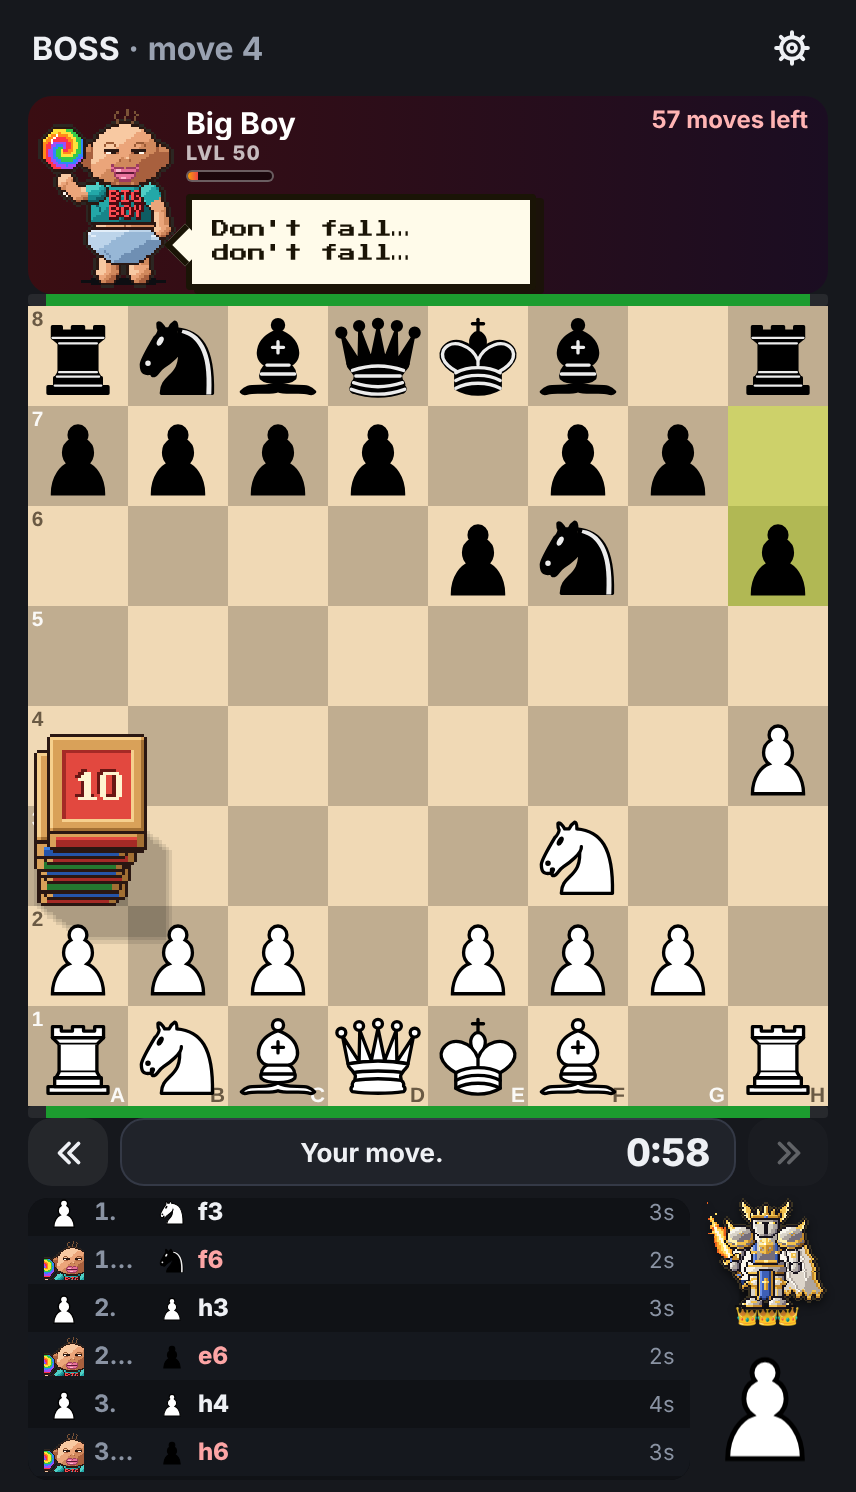 BOSS · move 4
Big Boy
57 moves left
LVL 50
BIG
BOY
Don't fall…
don't fall…
8
7
6
5
4
10
2
1
A B C D E F G H
Your move. 0:58
1. f3 3s
1... f6 2s
2. h3 3s
2... e6 2s
3. h4 4s
3... h6 3s